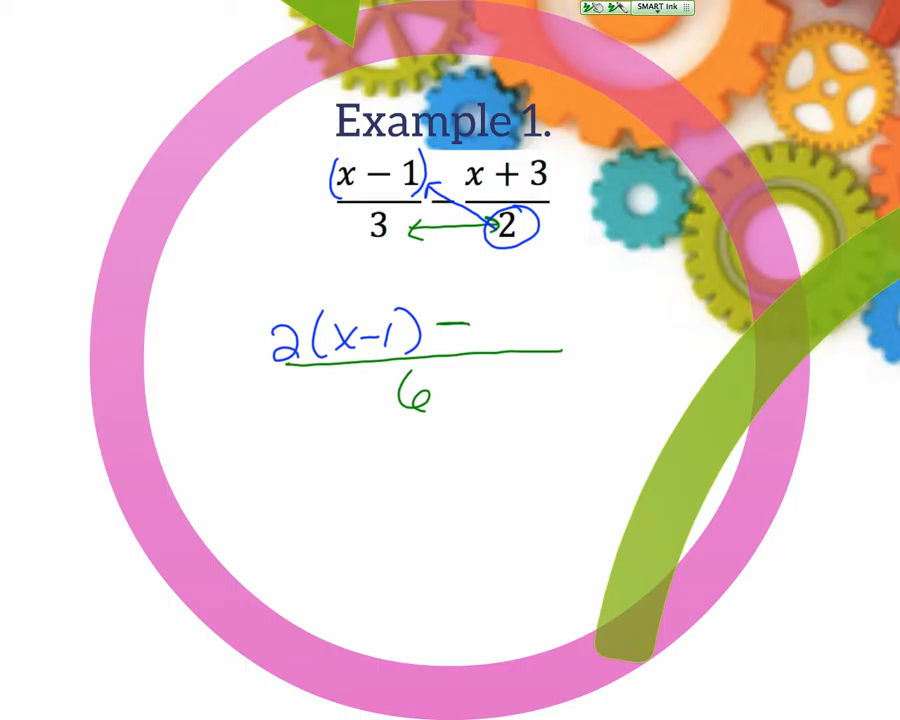 SMART Ink
Example 1.
(x − 1) / 3 − x + 3 / 2
2(x-1) − / 6